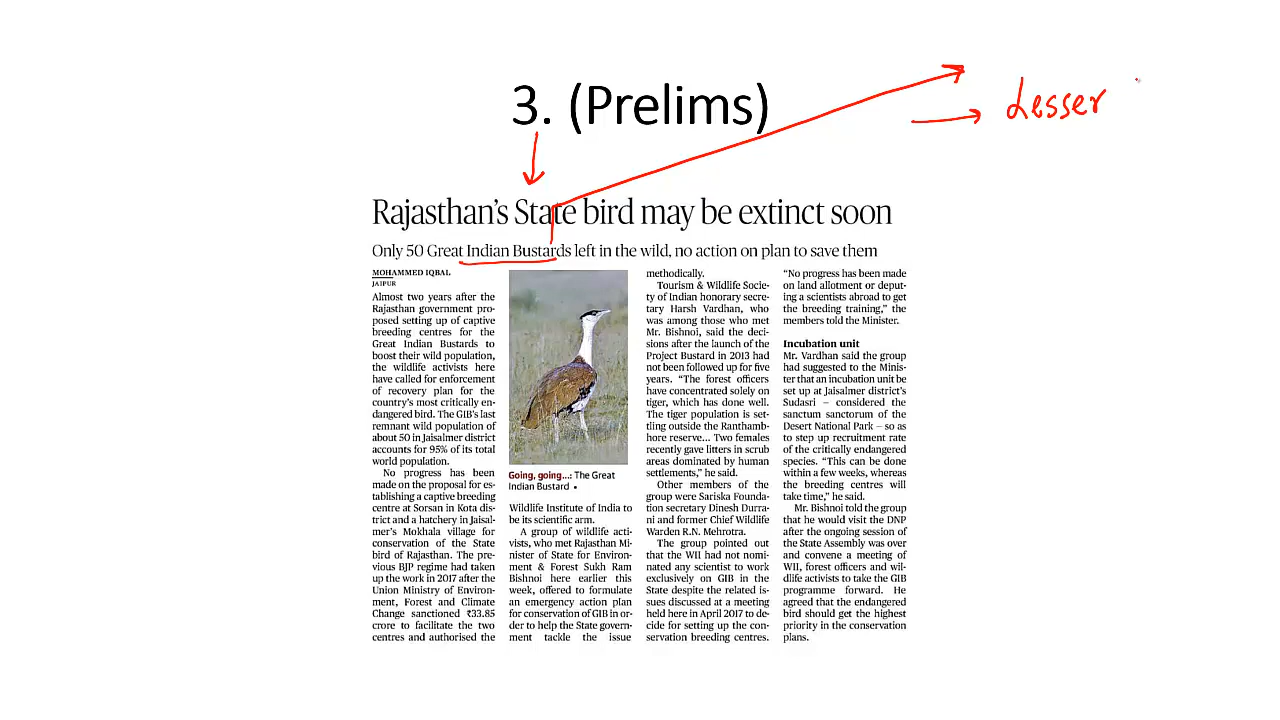 3. (Prelims)
Lesser
Rajasthan's State bird may be extinct soon
Only 50 Great Indian Bustards left in the wild, no action on plan to save them
MOHAMMED IQBAL
JAIPUR
Almost two years after the
Rajasthan government pro-
posed setting up of captive
breeding centres for the
Great Indian Bustards to
boost their wild population,
the wildlife activists here
have called for enforcement
of recovery plan for the
country's most critically en-
dangered bird. The GIB's last
remnant wild population of
about 50 in Jaisalmer district
accounts for 95% of its total
world population.
No progress has been
made on the proposal for es-
tablishing a captive breeding
centre at Sorsan in Kota dis-
trict and a hatchery in Jaisal-
mer's Mokhala village for
conservation of the State
bird of Rajasthan. The pre-
vious BJP regime had taken
up the work in 2017 after the
Union Ministry of Environ-
ment, Forest and Climate
Change sanctioned ₹33.85
crore to facilitate the two
centres and authorised the
Going, going...: The Great
Indian Bustard •
Wildlife Institute of India to
be its scientific arm.
A group of wildlife acti-
vists, who met Rajasthan Mi-
nister of State for Environ-
ment & Forest Sukh Ram
Bishnoi here earlier this
week, offered to formulate
an emergency action plan
for conservation of GIB in or-
der to help the State govern-
ment tackle the issue
methodically.
Tourism & Wildlife Socie-
ty of Indian honorary secre-
tary Harsh Vardhan, who
was among those who met
Mr. Bishnoi, said the deci-
sions after the launch of the
Project Bustard in 2013 had
not been followed up for five
years. “The forest officers
have concentrated solely on
tiger, which has done well.
The tiger population is set-
tling outside the Ranthamb-
hore reserve... Two females
recently gave litters in scrub
areas dominated by human
settlements,” he said.
Other members of the
group were Sariska Founda-
tion secretary Dinesh Durra-
ni and former Chief Wildlife
Warden R.N. Mehrotra.
The group pointed out
that the WII had not nomi-
nated any scientist to work
exclusively on GIB in the
State despite the related is-
sues discussed at a meeting
held here in April 2017 to de-
cide for setting up the con-
servation breeding centres.
“No progress has been made
on land allotment or deput-
ing a scientists abroad to get
the breeding training,” the
members told the Minister.
Incubation unit
Mr. Vardhan said the group
had suggested to the Minis-
ter that an incubation unit be
set up at Jaisalmer district's
Sudasri — considered the
sanctum sanctorum of the
Desert National Park — so as
to step up recruitment rate
of the critically endangered
species. “This can be done
within a few weeks, whereas
the breeding centres will
take time,” he said.
Mr. Bishnoi told the group
that he would visit the DNP
after the ongoing session of
the State Assembly was over
and convene a meeting of
WII, forest officers and wil-
dlife activists to take the GIB
programme forward. He
agreed that the endangered
bird should get the highest
priority in the conservation
plans.